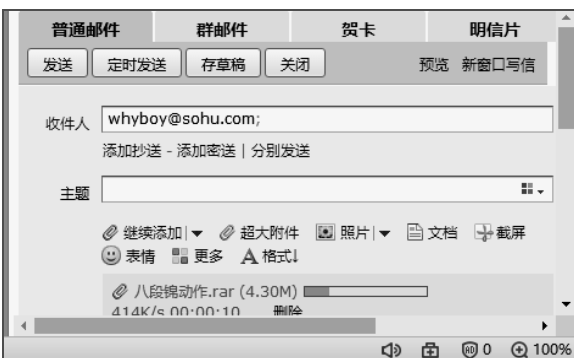 普通邮件 群邮件 贺卡 明信片
发送 定时发送 存草稿 关闭 预览 新窗口写信
收件人 whyboy@sohu.com;
添加抄送 - 添加密送 | 分别发送
主题
继续添加|▼ 超大附件 照片|▼ 文档 截屏
表情 更多 A 格式↓
八段锦动作.rar (4.30M)
414K/s 00:00:10 删除
0 100%